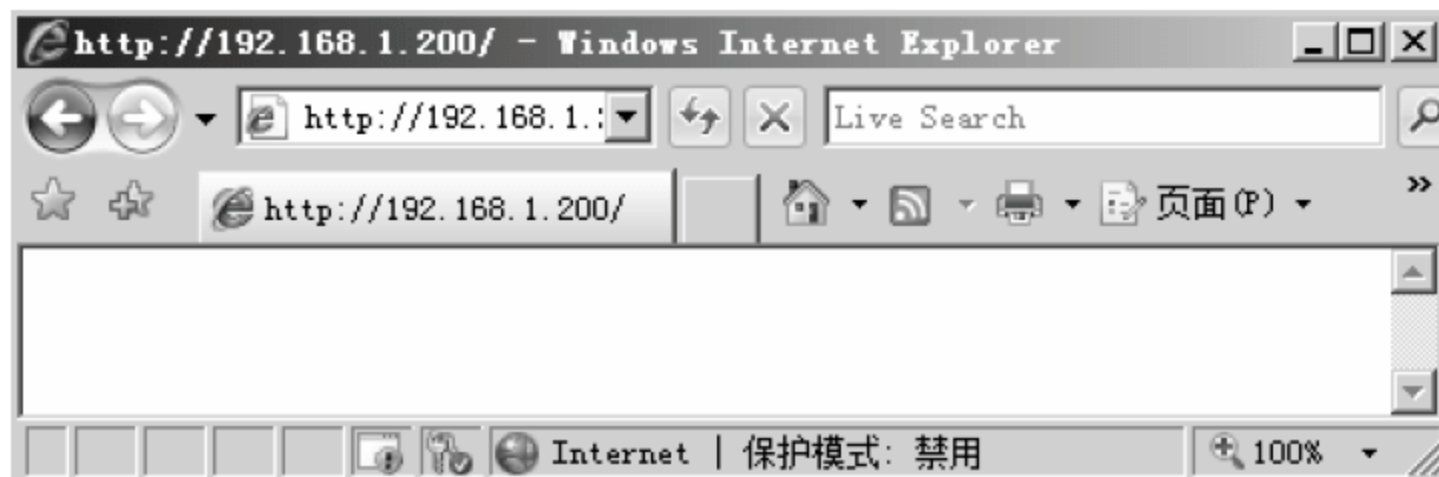 http://192.168.1.200/ - Windows Internet Explorer
http://192.168.1.: Live Search
http://192.168.1.200/ 页面(P) »
Internet | 保护模式: 禁用 100%